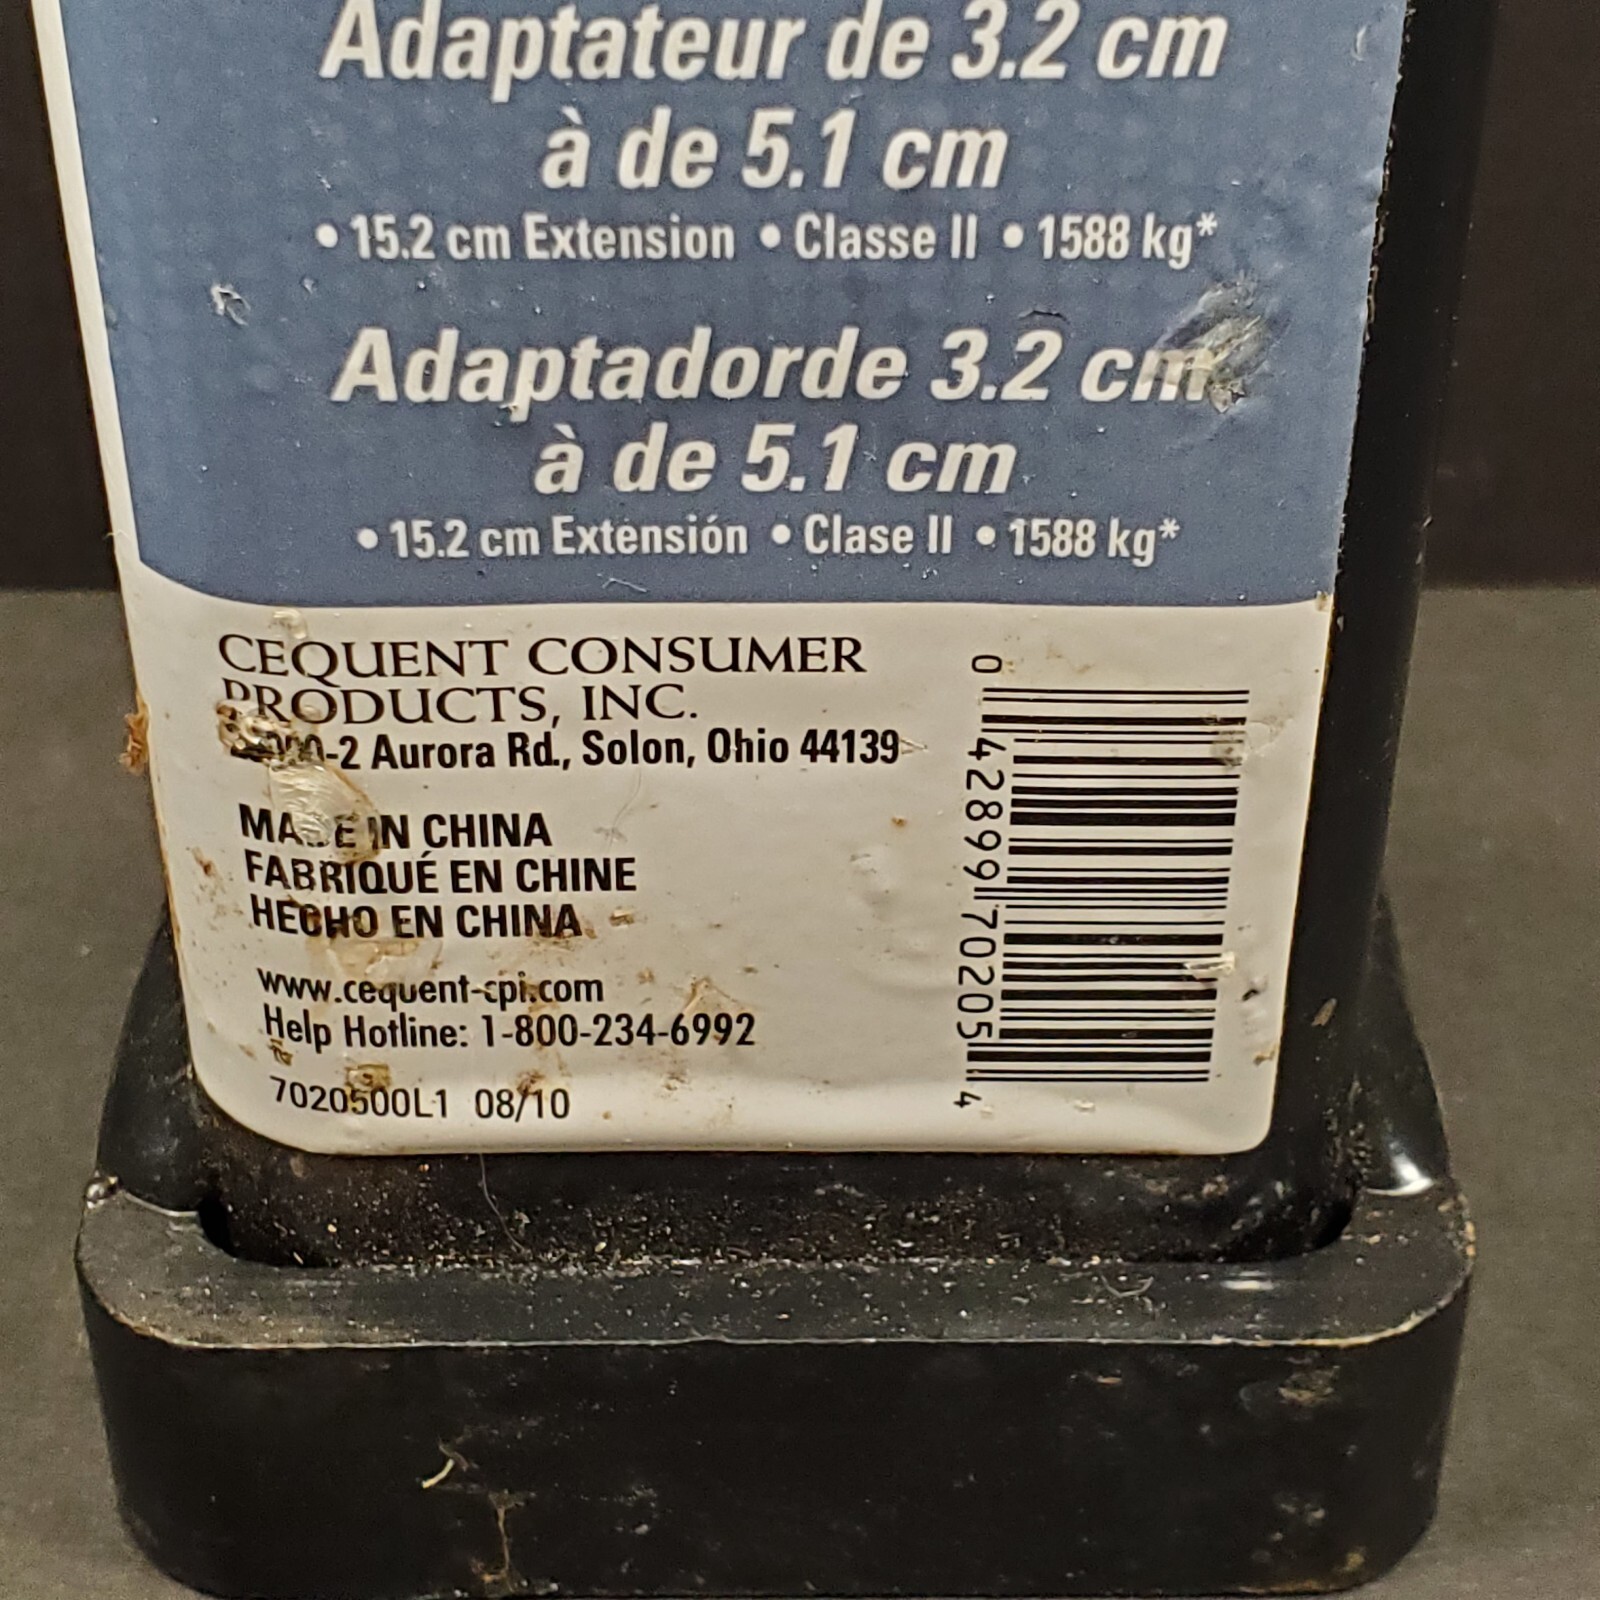 Adaptateur de 3.2 cm
à de 5.1 cm
• 15.2 cm Extension • Classe II • 1588 kg*
Adaptadorde 3.2 cm
à de 5.1 cm
• 15.2 cm Extensión • Clase II • 1588 kg*
CEQUENT CONSUMER
PRODUCTS, INC.
Aurora Rd., Solon, Ohio 44139
MADE IN CHINA
FABRIQUÉ EN CHINE
HECHO EN CHINA
www.cequent-cpi.com
Help Hotline: 1-800-234-6992
7020500L1 08/10
0 42899 70205 4